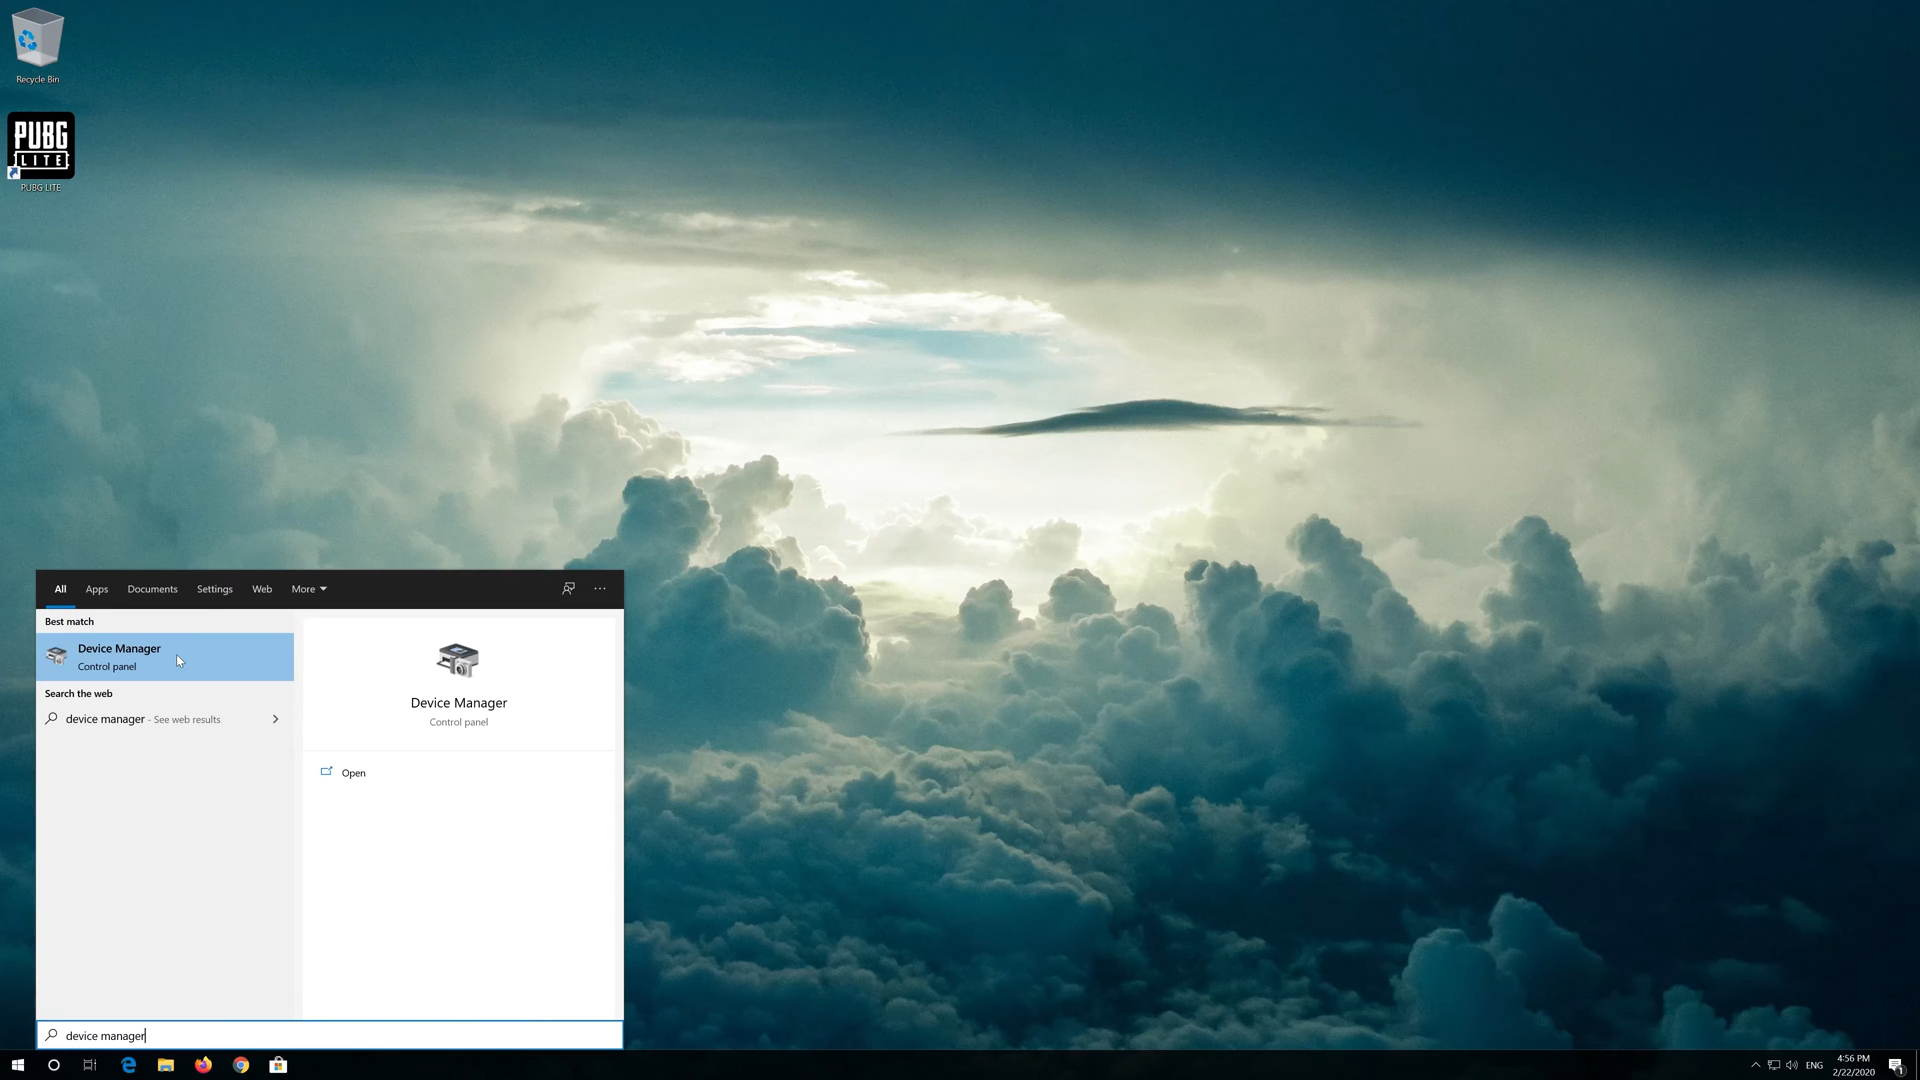 Recycle Bin
PUBG
LITE
PUBG LITE
All Apps Documents Settings Web More
Best match
Device Manager
Control panel
Search the web
device manager - See web results
Device Manager
Control panel
Open
device manager
ENG
4:56 PM
2/22/2020
1